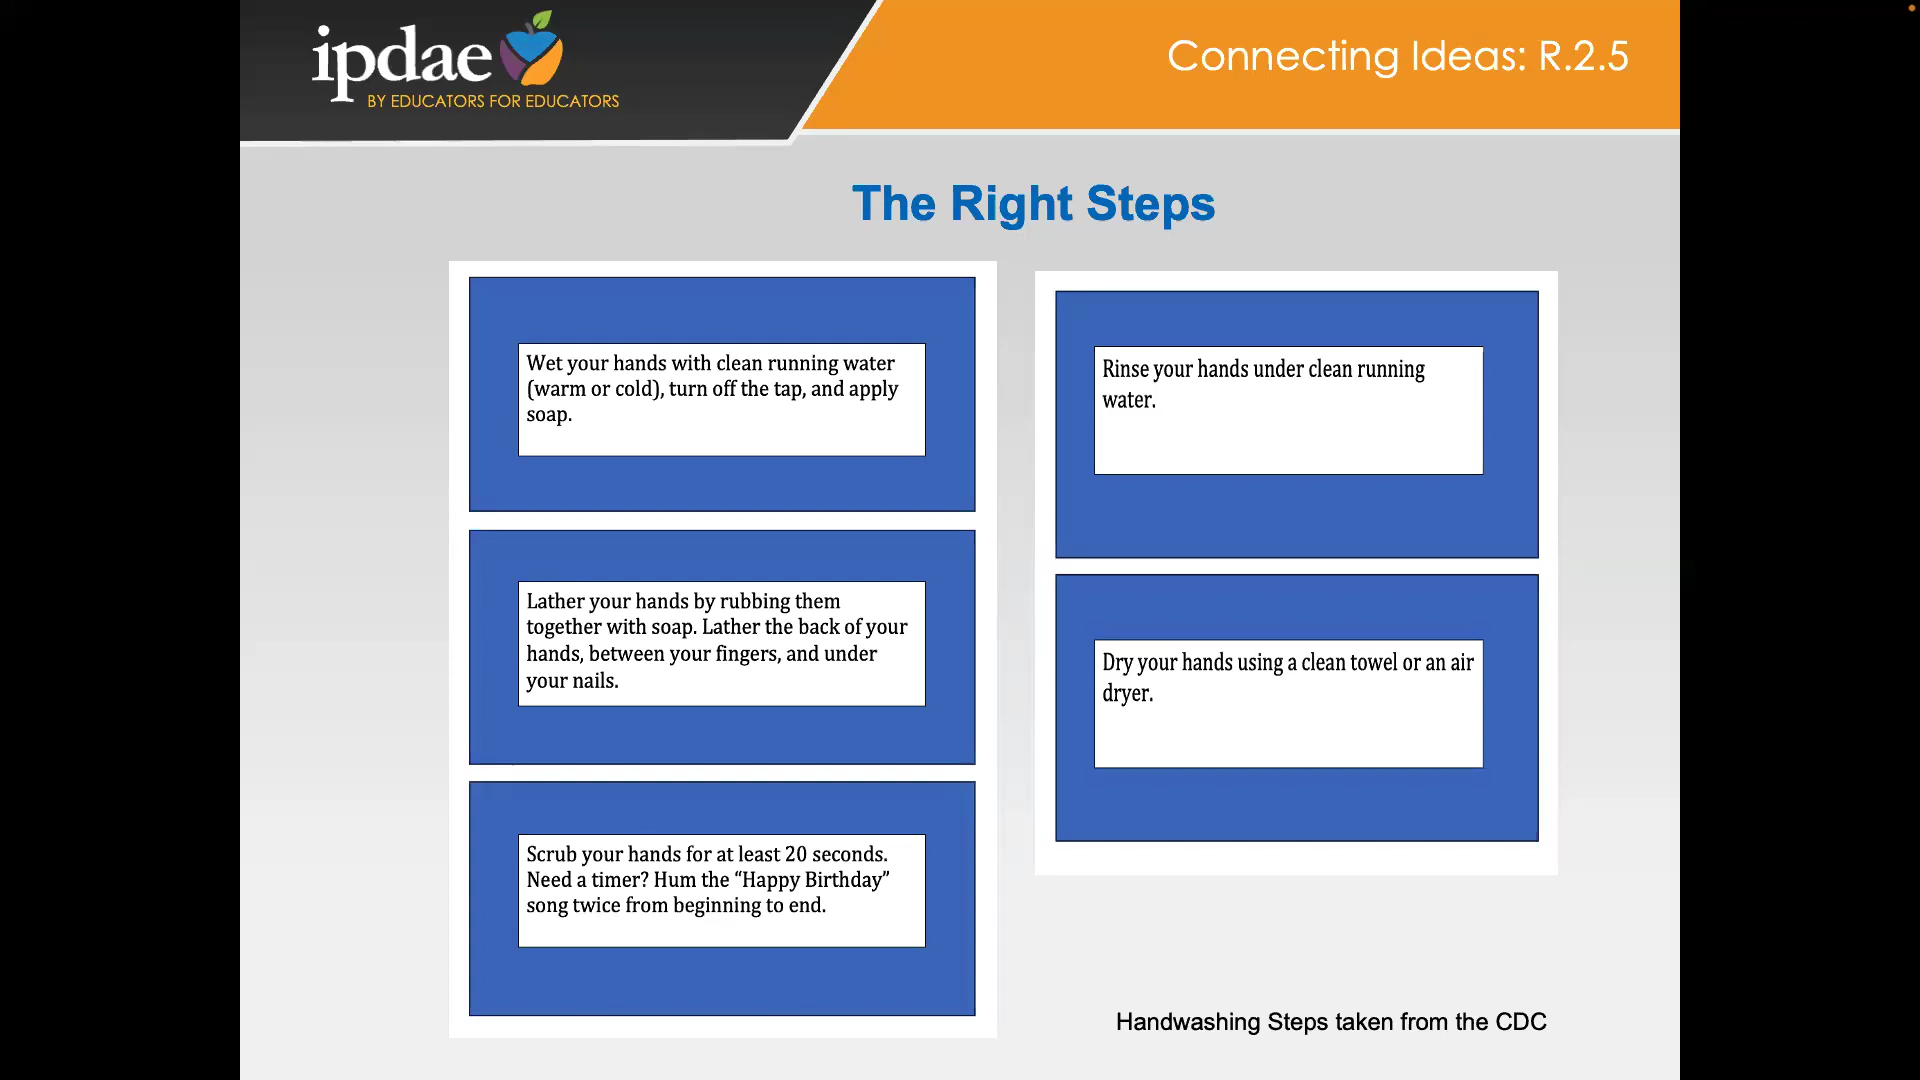 ipdae
BY EDUCATORS FOR EDUCATORS
Connecting Ideas: R.2.5
The Right Steps
Wet your hands with clean running water
(warm or cold), turn off the tap, and apply
soap.
Lather your hands by rubbing them
together with soap. Lather the back of your
hands, between your fingers, and under
your nails.
Scrub your hands for at least 20 seconds.
Need a timer? Hum the “Happy Birthday”
song twice from beginning to end.
Rinse your hands under clean running
water.
Dry your hands using a clean towel or an air
dryer.
Handwashing Steps taken from the CDC